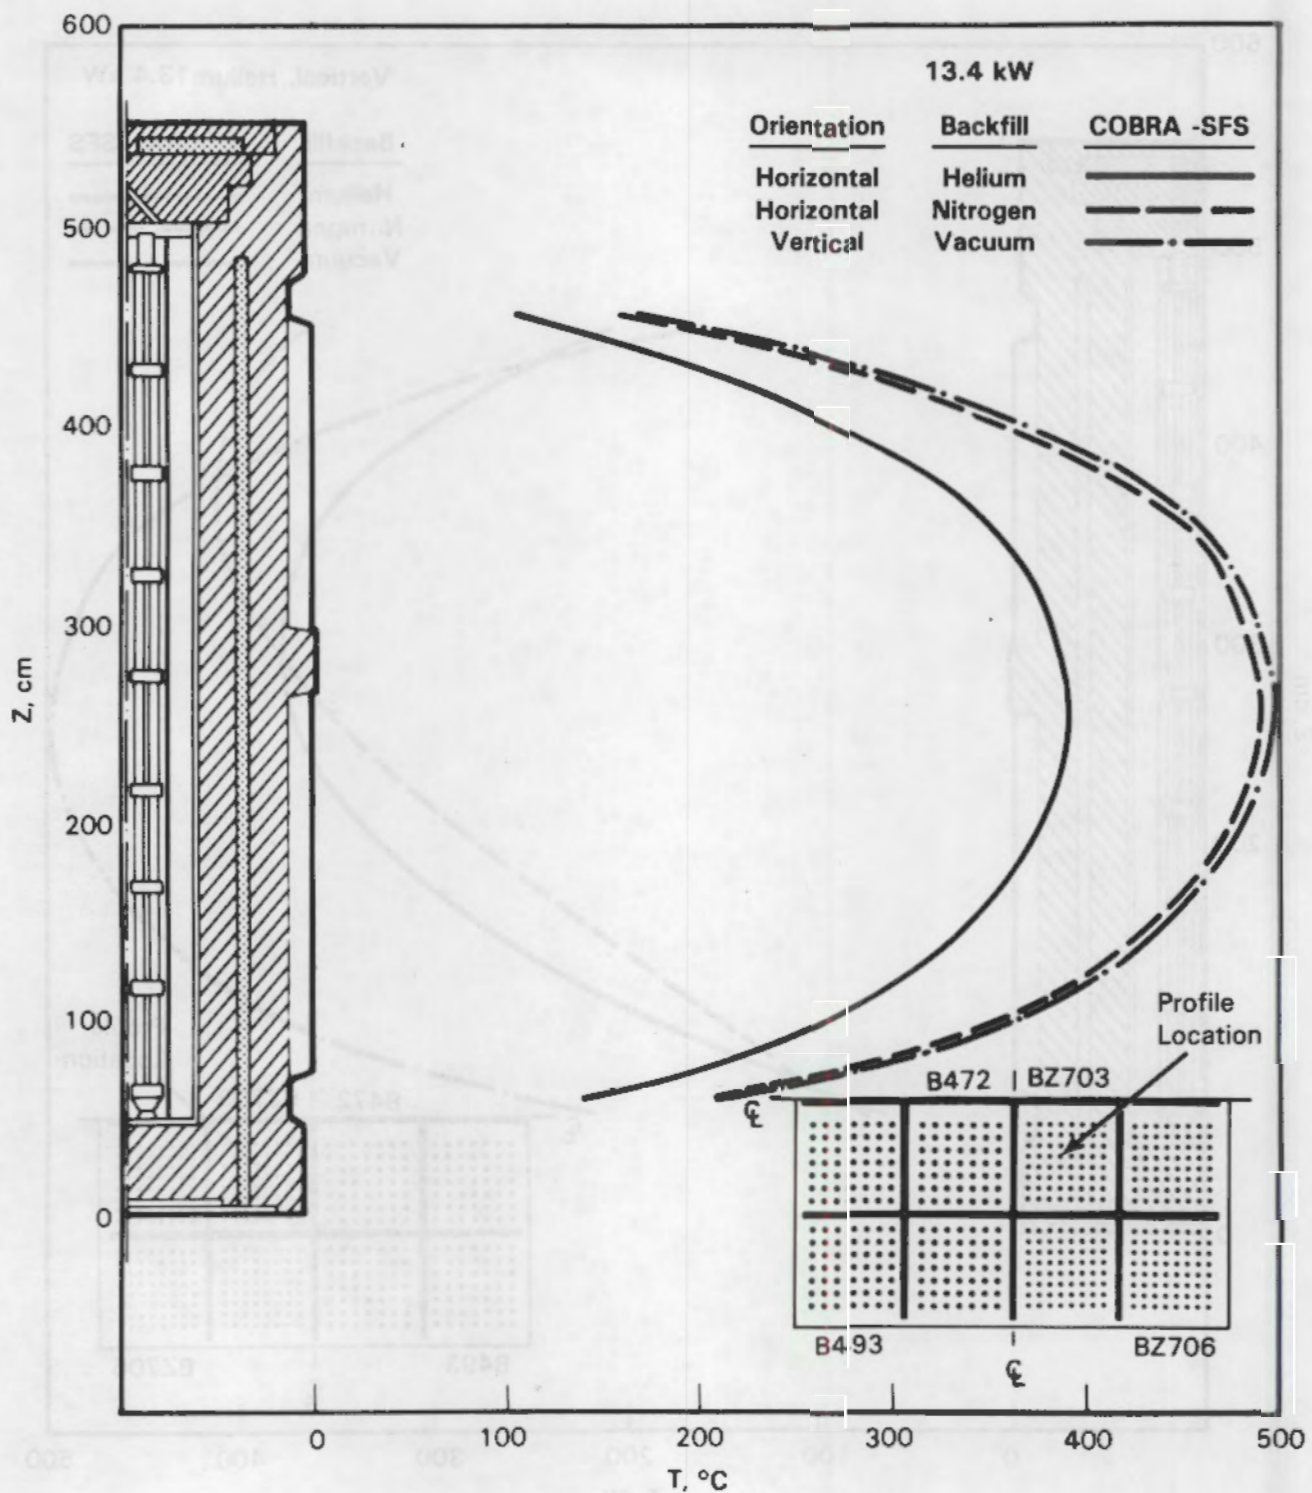 600
500
400
300
200
100
0
Z, cm
13.4 kW
Orientation Backfill COBRA -SFS
Horizontal Helium
Horizontal Nitrogen
Vertical Vacuum
Profile
Location
B472 | BZ703
℄
B493 BZ706
℄
0 100 200 300 400 500
T, °C